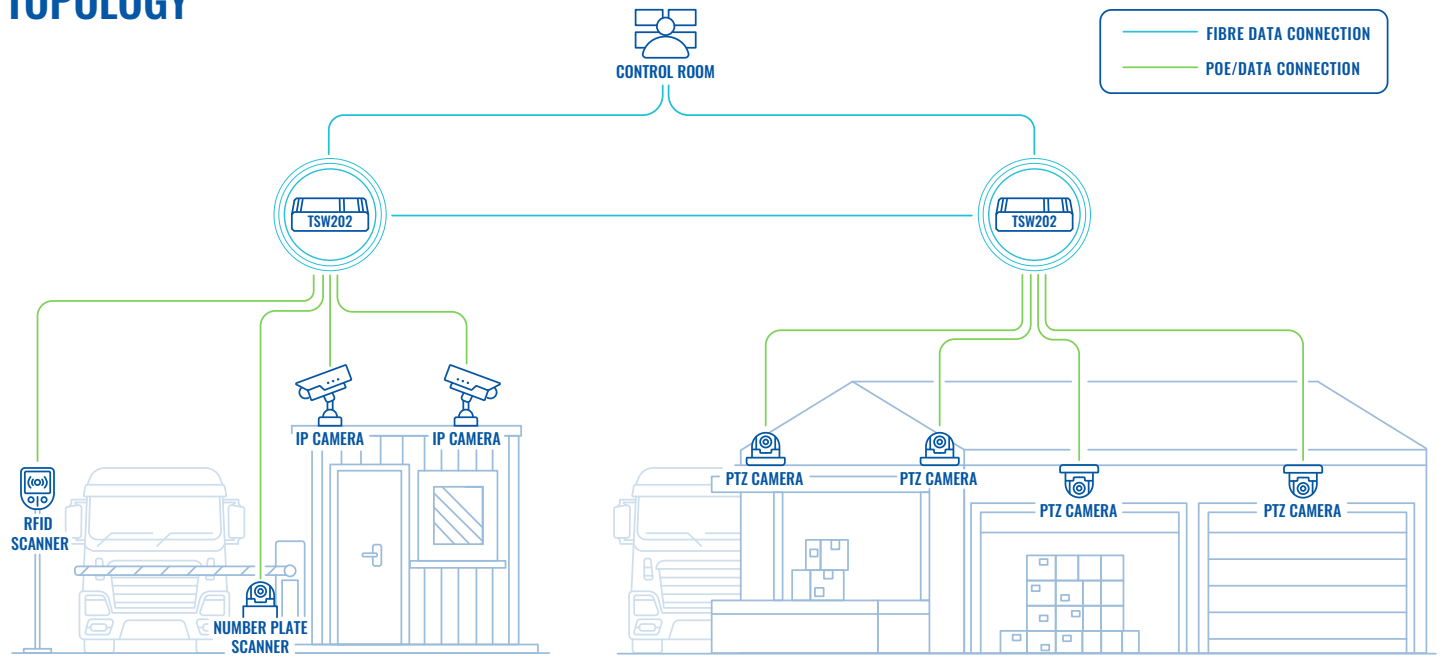 TOPOLOGY
CONTROL ROOM
FIBRE DATA CONNECTION
POE/DATA CONNECTION
TSW202
TSW202
IP CAMERA
IP CAMERA
RFID
SCANNER
NUMBER PLATE
SCANNER
PTZ CAMERA
PTZ CAMERA
PTZ CAMERA
PTZ CAMERA